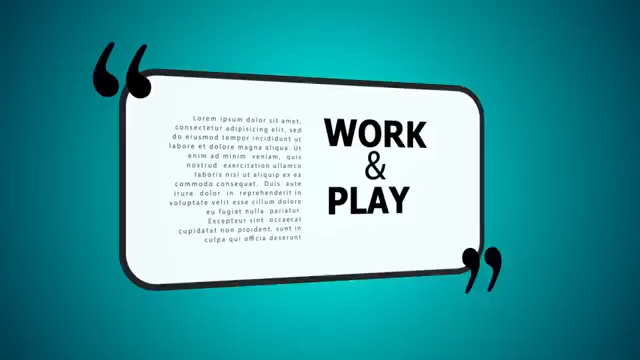 Lorem ipsum dolor sit amet,
consectetur adipisicing elit, sed
do eiusmod tempor incididunt ut
labore et dolore magna aliqua. Ut
enim ad minim veniam, quis
nostrud exercitation ullamco
laboris nisi ut aliquip ex ea
commodo consequat. Duis aute
irure dolor in reprehenderit in
voluptate velit esse cillum dolore
eu fugiat nulla pariatur.
Excepteur sint occaecat
cupidatat non proident, sunt in
culpa qui officia deserunt
WORK
&
PLAY